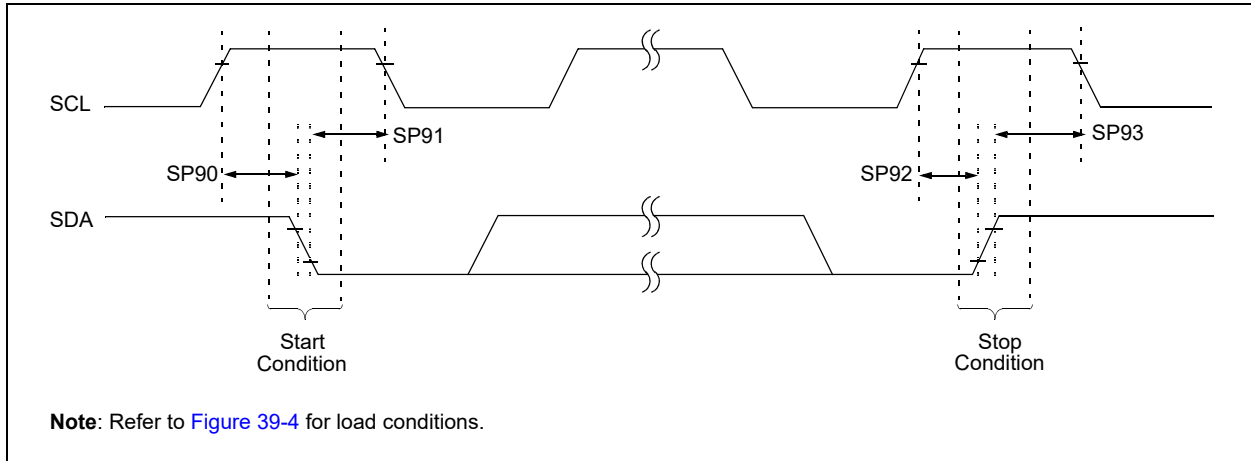 SCL
SP91
SP93
SP90
SP92
SDA
Start
Condition
Stop
Condition
Note: Refer to Figure 39-4 for load conditions.